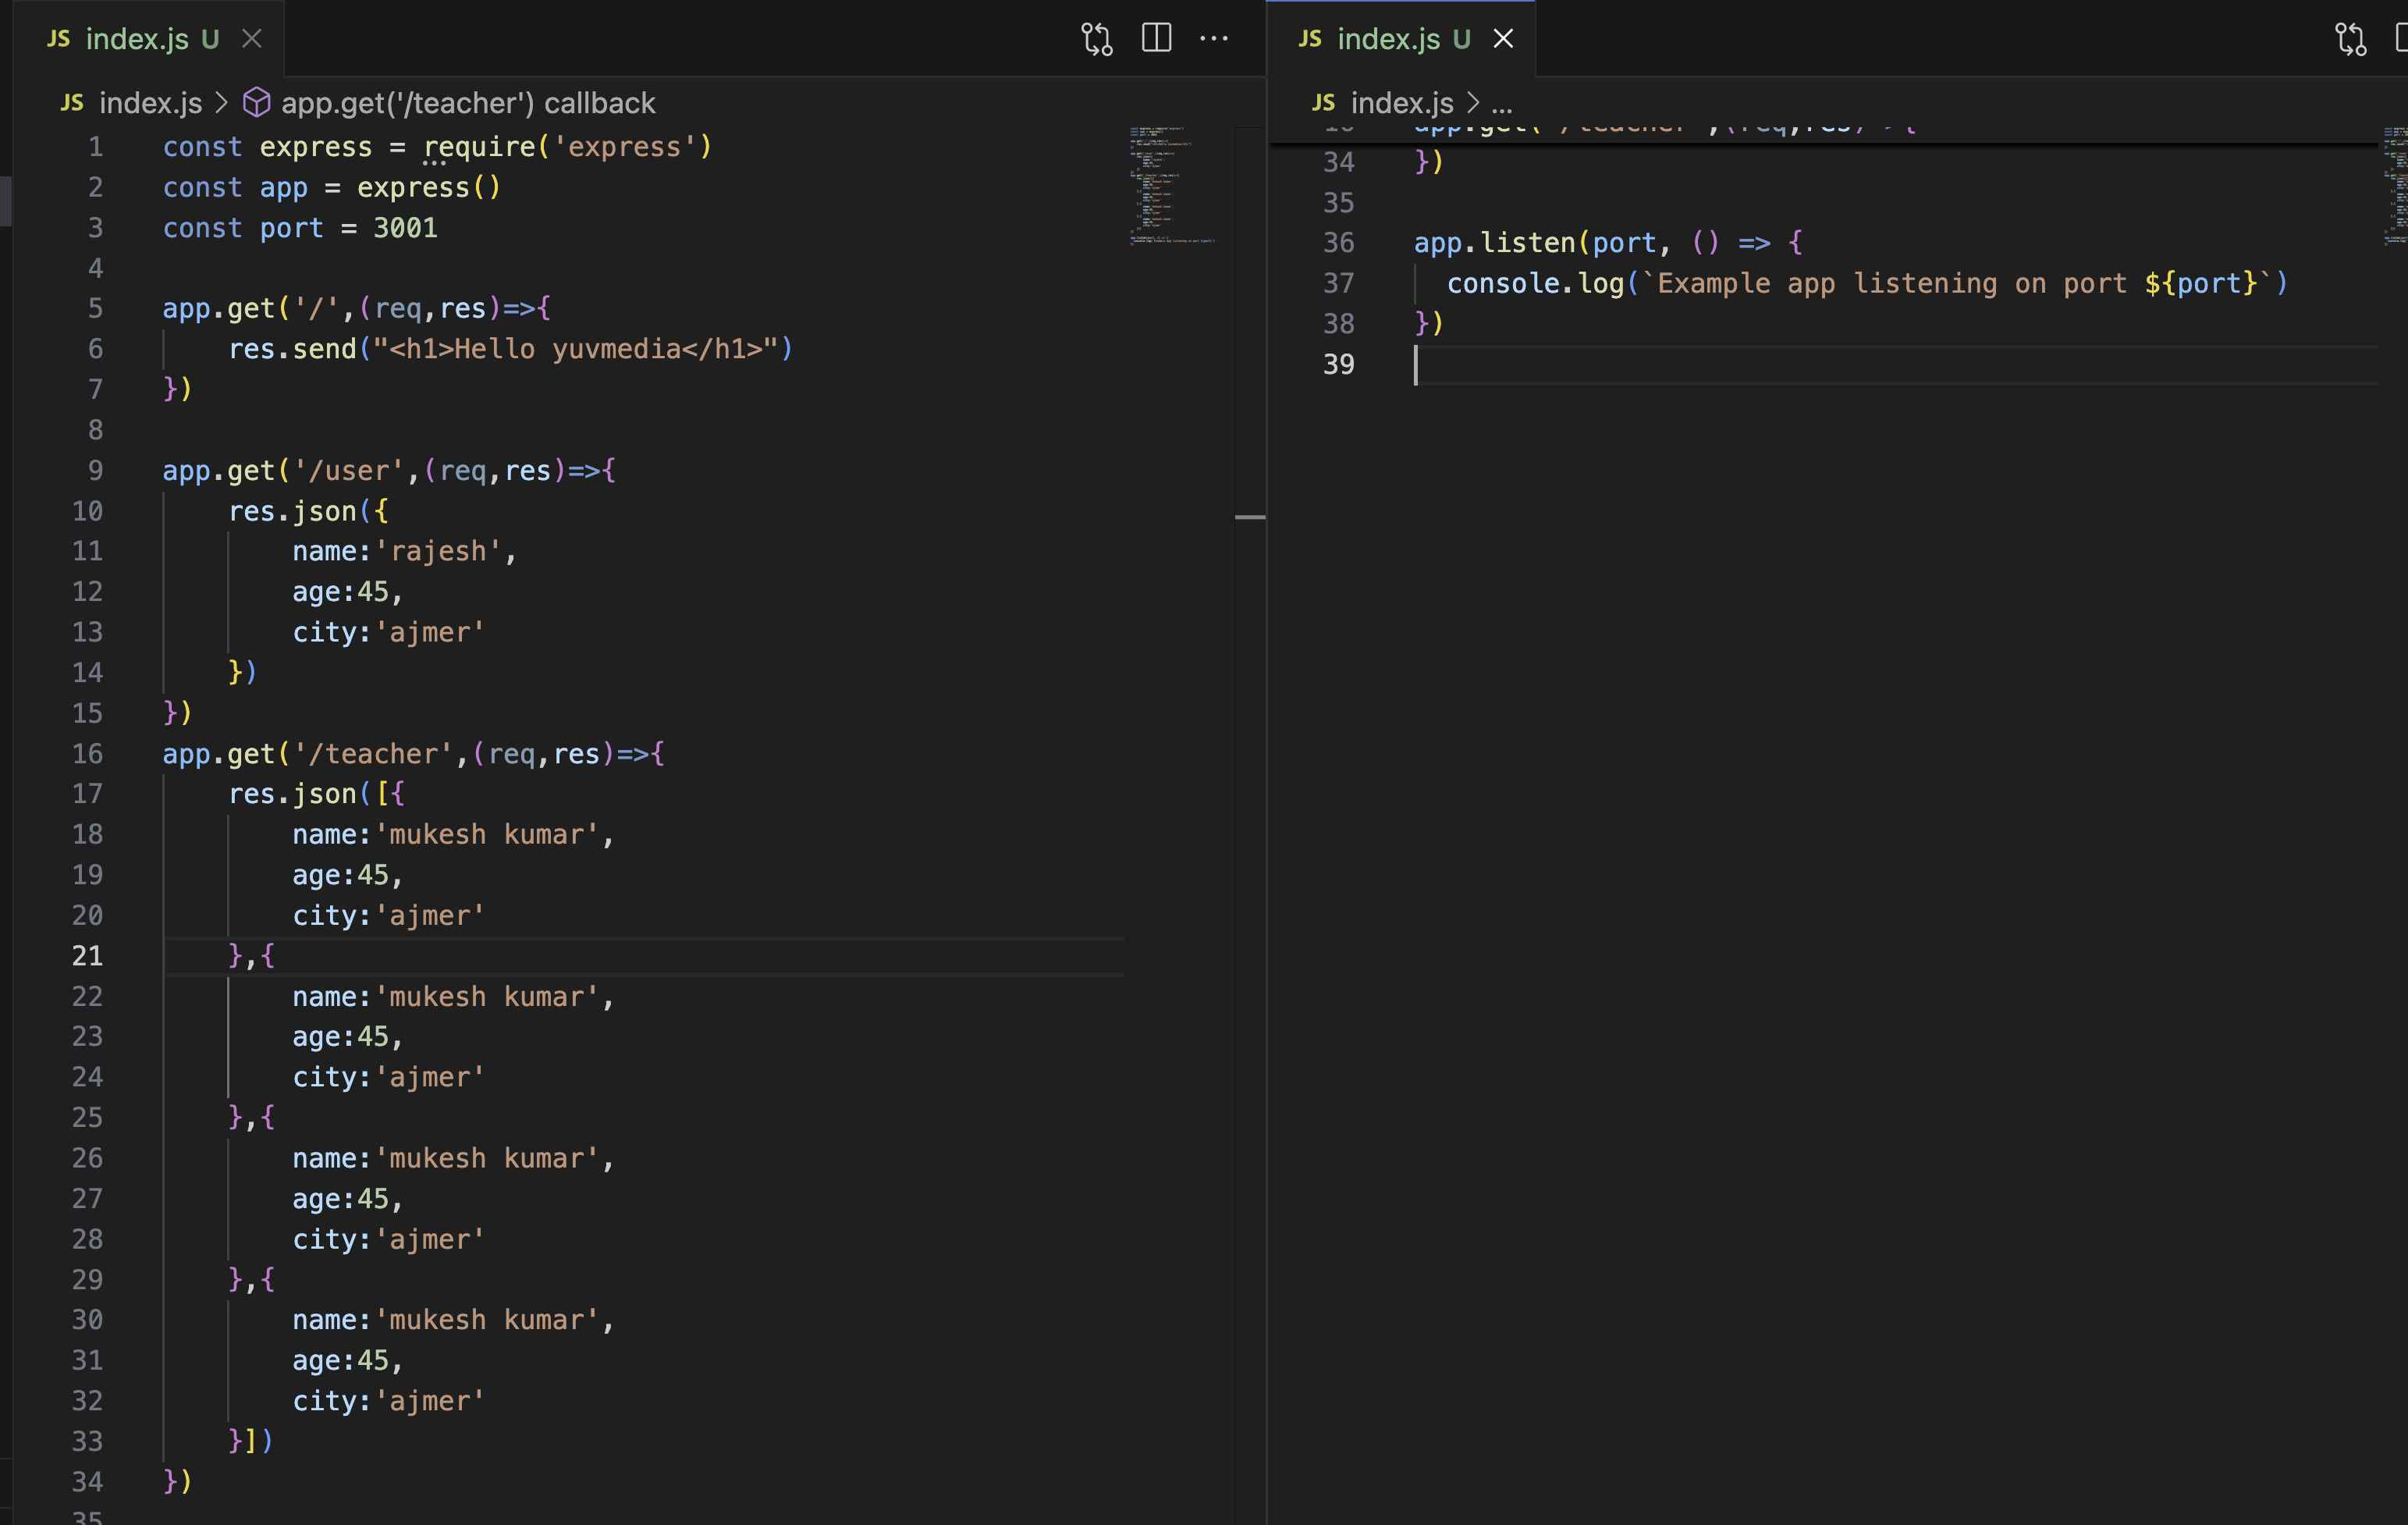 JS index.js U
JS index.js > app.get('/teacher') callback
1 const express = require('express')
2 const app = express()
3 const port = 3001
4
5 app.get('/',(req,res)=>{
6     res.send("<h1>Hello yuvmedia</h1>")
7 })
8
9 app.get('/user',(req,res)=>{
10     res.json({
11         name:'rajesh',
12         age:45,
13         city:'ajmer'
14     })
15 })
16 app.get('/teacher',(req,res)=>{
17     res.json([{
18         name:'mukesh kumar',
19         age:45,
20         city:'ajmer'
21     },{
22         name:'mukesh kumar',
23         age:45,
24         city:'ajmer'
25     },{
26         name:'mukesh kumar',
27         age:45,
28         city:'ajmer'
29     },{
30         name:'mukesh kumar',
31         age:45,
32         city:'ajmer'
33     }])
34 })
35
JS index.js U
JS index.js > ...
16 app.get('/teacher',(req,res)=>{
34 })
35
36 app.listen(port, () => {
37   console.log(`Example app listening on port ${port}`)
38 })
39